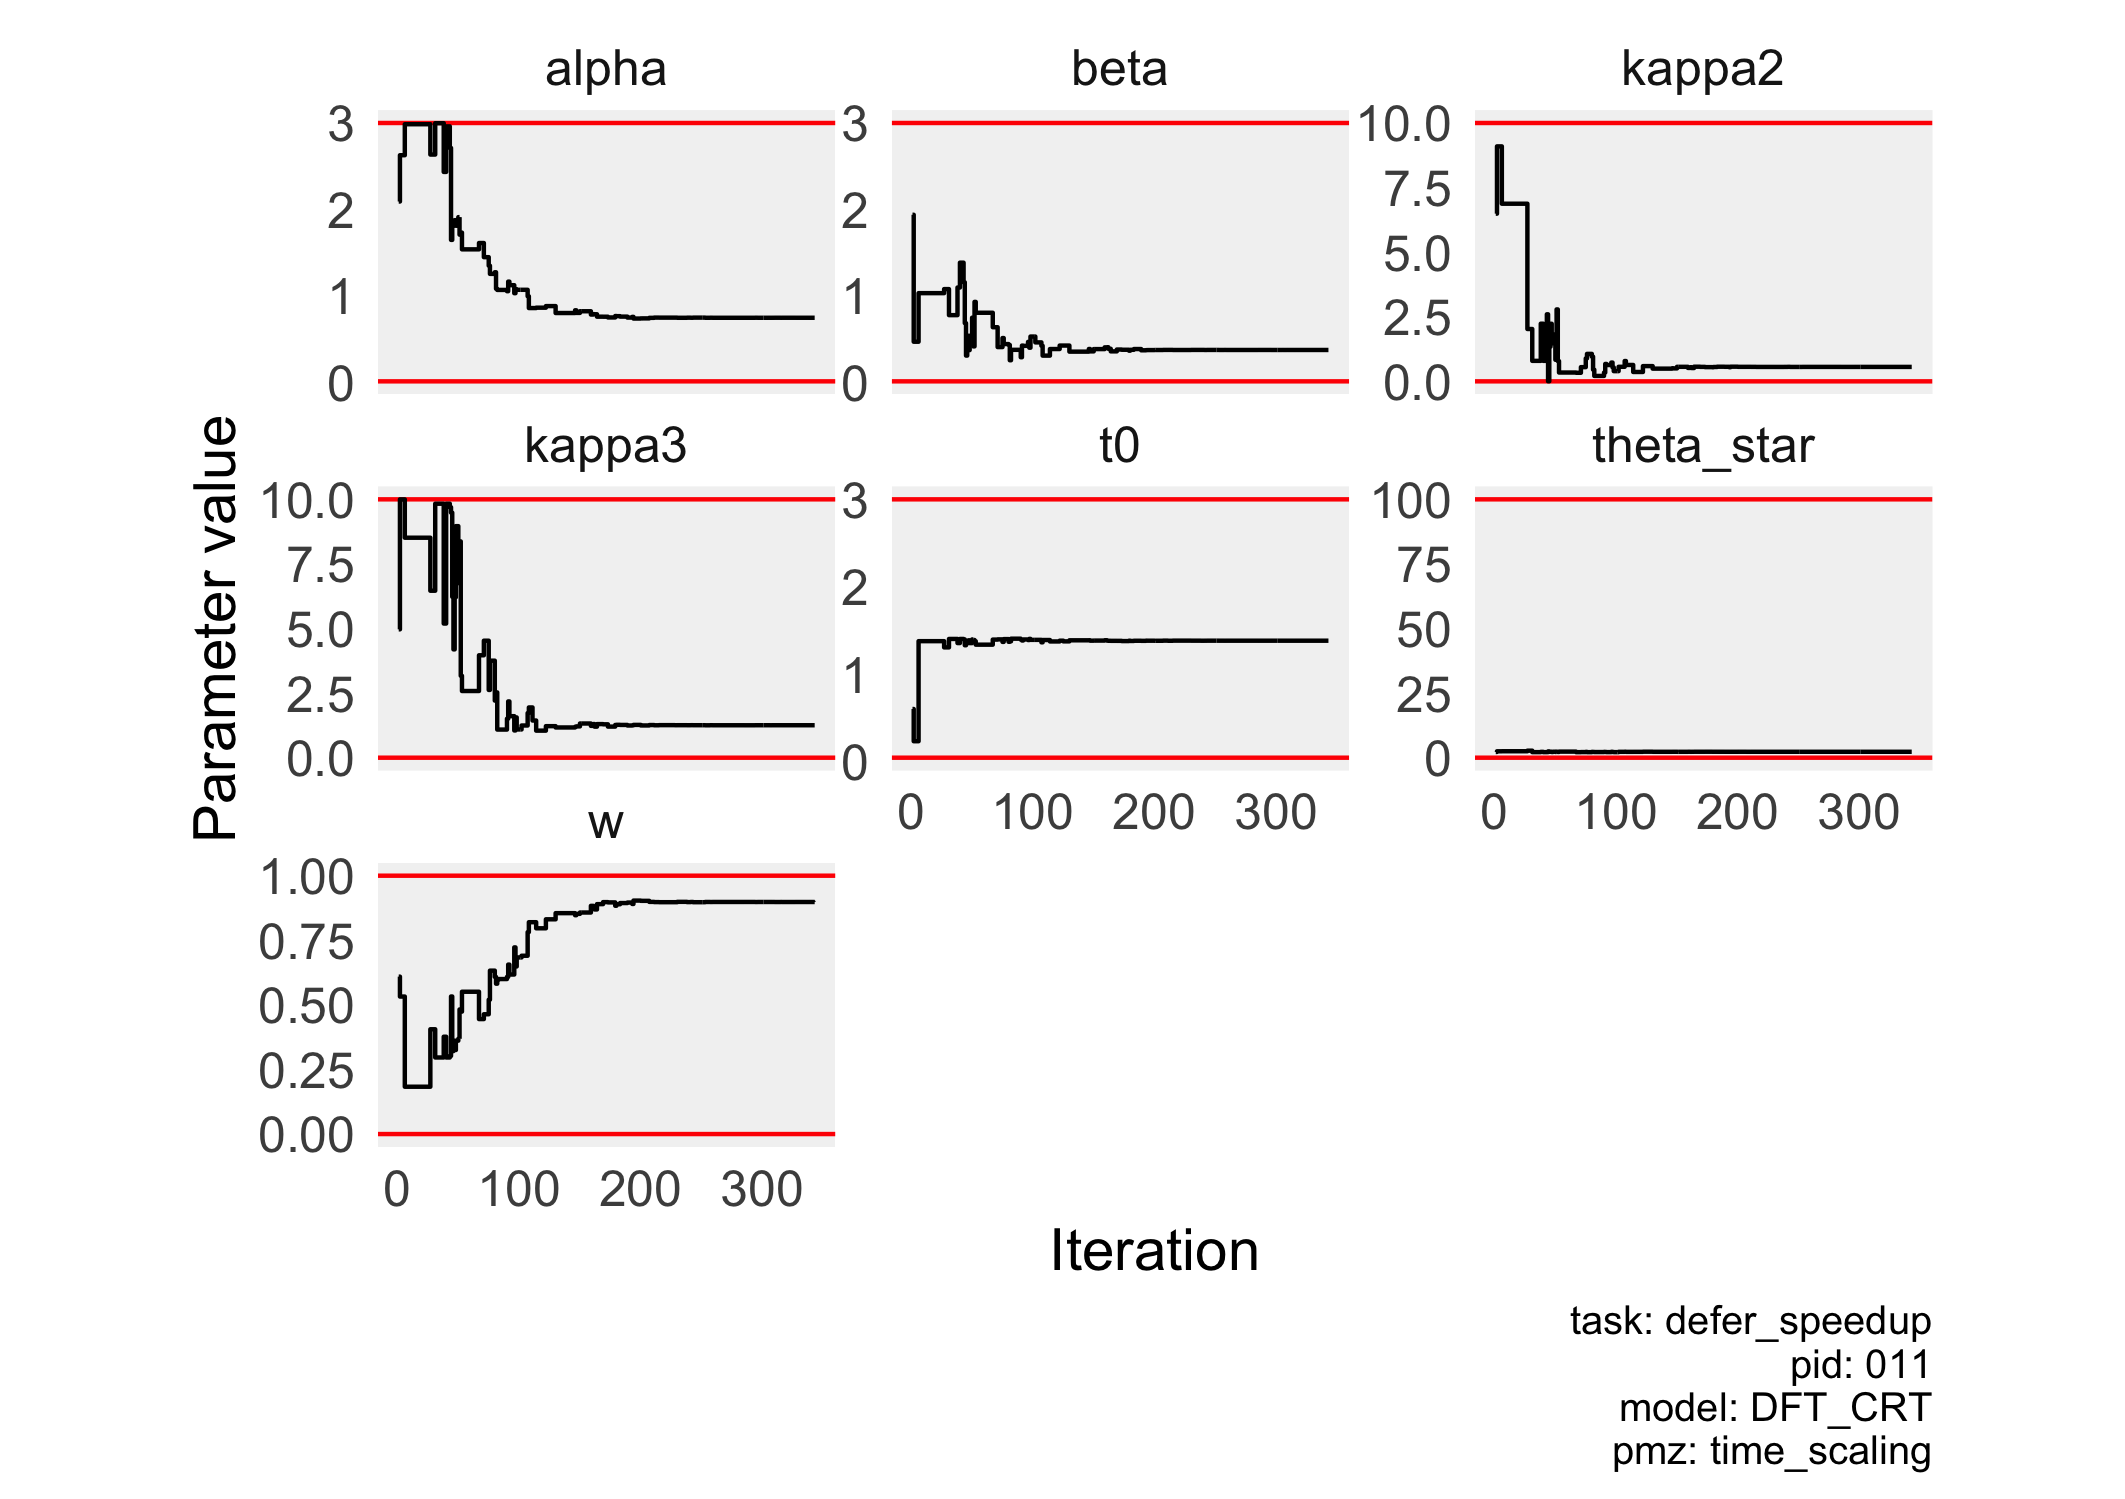 alpha
beta
kappa2
3
2
1
0
3
2
1
0
10.0
7.5
5.0
2.5
0.0
kappa3
t0
theta_star
10.0
7.5
5.0
2.5
0.0
3
2
1
0
100
75
50
25
0
0 100 200 300
0 100 200 300
w
1.00
0.75
0.50
0.25
0.00
0 100 200 300
Parameter value
Iteration
task: defer_speedup
pid: 011
model: DFT_CRT
pmz: time_scaling